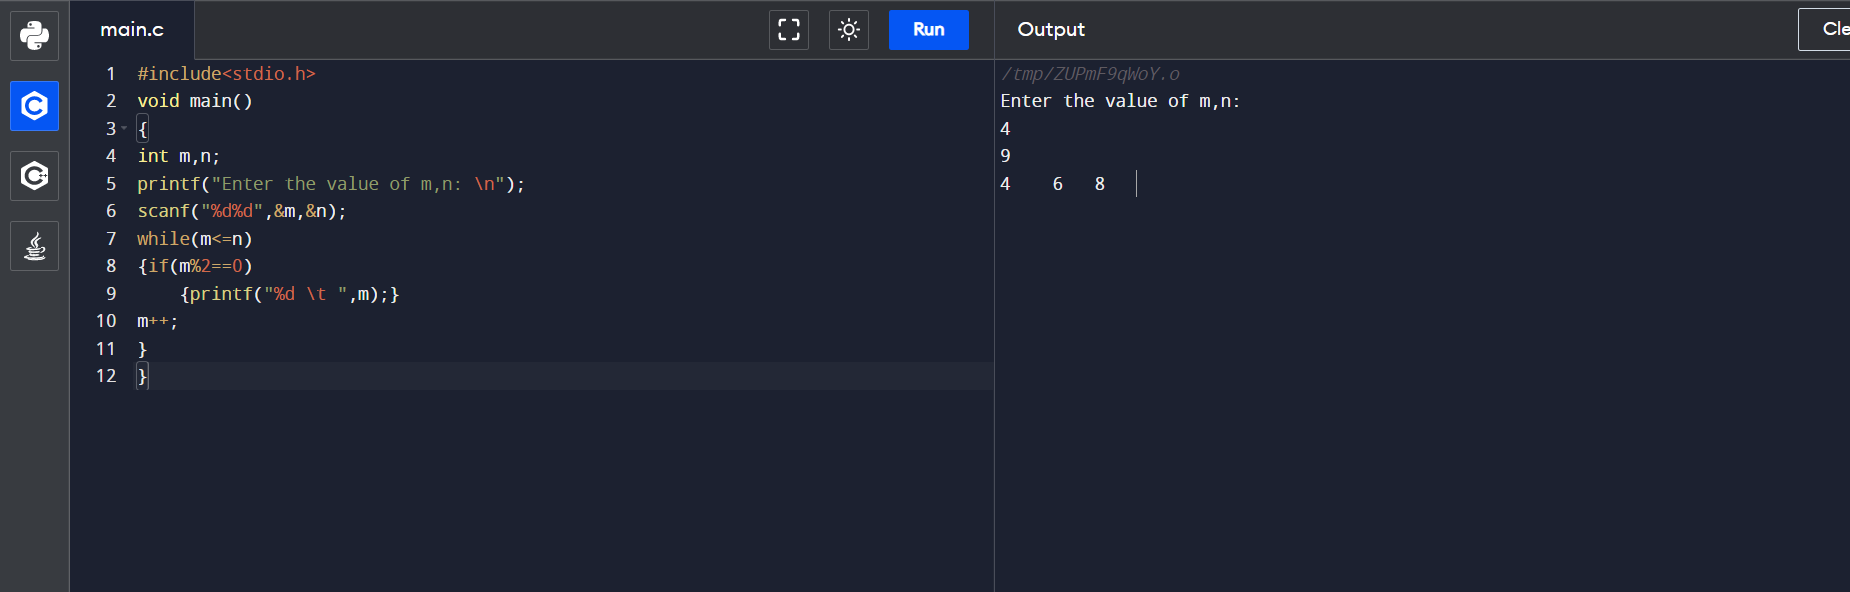 main.c
Run
1 #include<stdio.h>
2 void main()
3 {
4 int m,n;
5 printf("Enter the value of m,n: \n");
6 scanf("%d%d",&m,&n);
7 while(m<=n)
8 {if(m%2==0)
9     {printf("%d \t ",m);}
10 m++;
11 }
12 }
Output
Cle
/tmp/ZUPmF9qWoY.o
Enter the value of m,n:
4
9
4    6   8